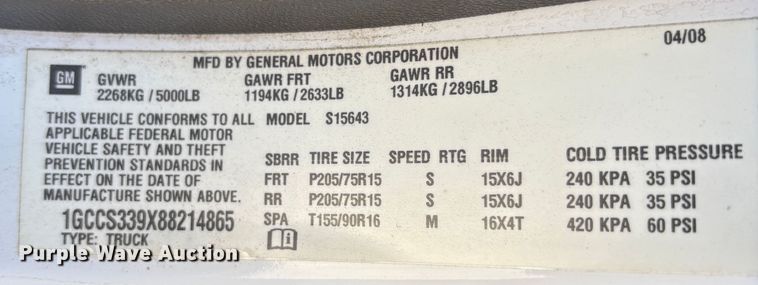 MFD BY GENERAL MOTORS CORPORATION 04/08
GM GVWR GAWR FRT GAWR RR
2268KG / 5000LB 1194KG / 2633LB 1314KG / 2896LB
THIS VEHICLE CONFORMS TO ALL MODEL S15643
APPLICABLE FEDERAL MOTOR
VEHICLE SAFETY AND THEFT
PREVENTION STANDARDS IN SBRR TIRE SIZE SPEED RTG RIM COLD TIRE PRESSURE
EFFECT ON THE DATE OF FRT P205/75R15 S 15X6J 240 KPA 35 PSI
MANUFACTURE SHOWN ABOVE. RR P205/75R15 S 15X6J 240 KPA 35 PSI
1GCCS339X88214865 SPA T155/90R16 M 16X4T 420 KPA 60 PSI
TYPE: TRUCK
Purple Wave Auction